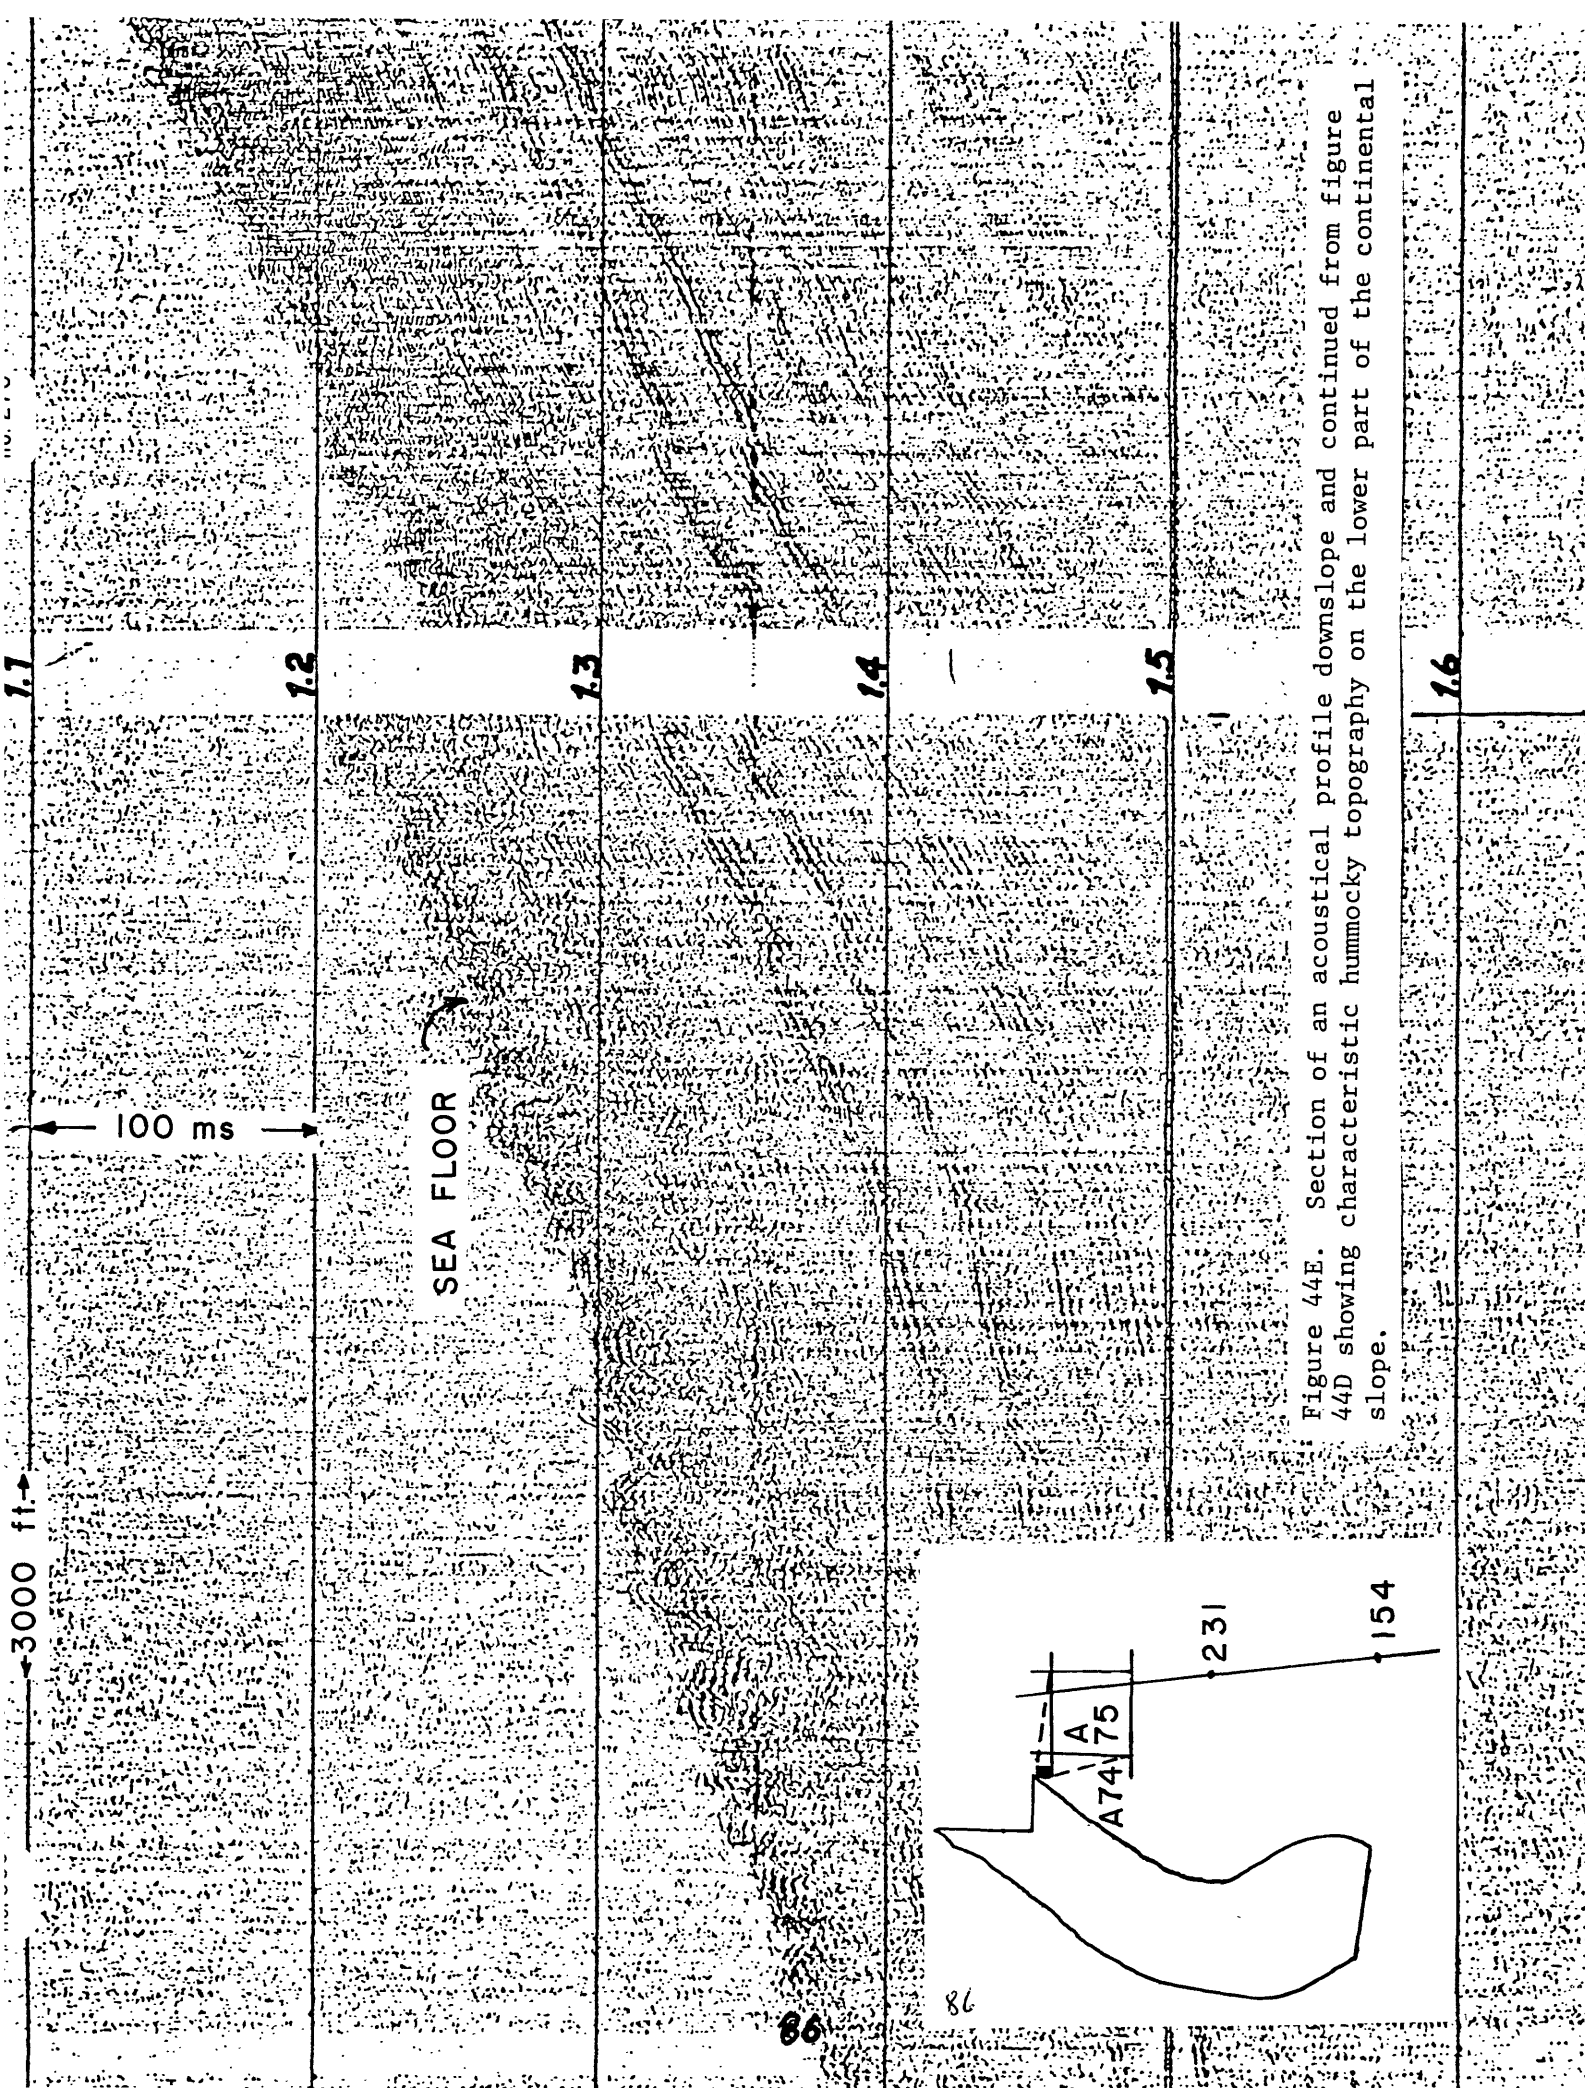 3000 ft.
100 ms
1.1
1.2
1.3
1.4
1.5
1.6
SEA FLOOR
Figure 44E. Section of an acoustical profile downslope and continued from figure
44D showing characteristic hummocky topography on the lower part of the continental
slope.
A74
A
75
231
154
86
86